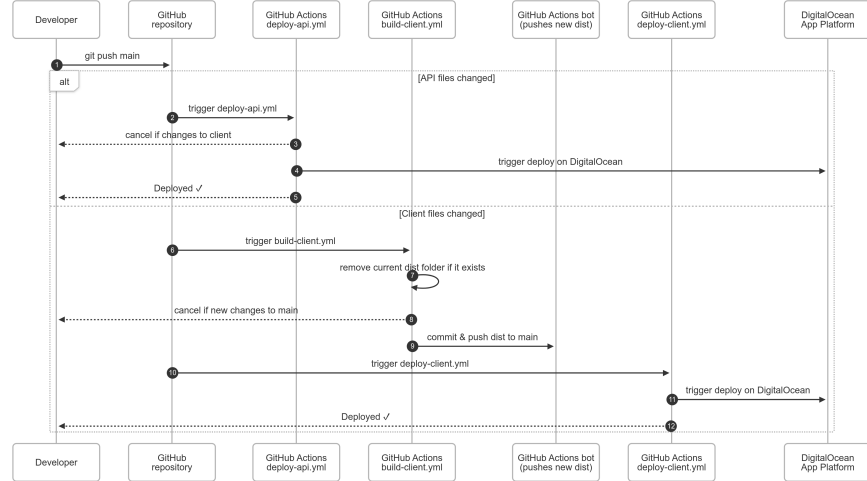 Developer
GitHub
repository
GitHub Actions
deploy-api.yml
GitHub Actions
build-client.yml
GitHub Actions bot
(pushes new dist)
GitHub Actions
deploy-client.yml
DigitalOcean
App Platform
git push main
1
alt
[API files changed]
trigger deploy-api.yml
2
cancel if changes to client
3
trigger deploy on DigitalOcean
4
Deployed ✓
5
[Client files changed]
trigger build-client.yml
6
remove current dist folder if it exists
7
cancel if new changes to main
8
commit & push dist to main
9
trigger deploy-client.yml
10
trigger deploy on DigitalOcean
11
Deployed ✓
12
Developer
GitHub
repository
GitHub Actions
deploy-api.yml
GitHub Actions
build-client.yml
GitHub Actions bot
(pushes new dist)
GitHub Actions
deploy-client.yml
DigitalOcean
App Platform